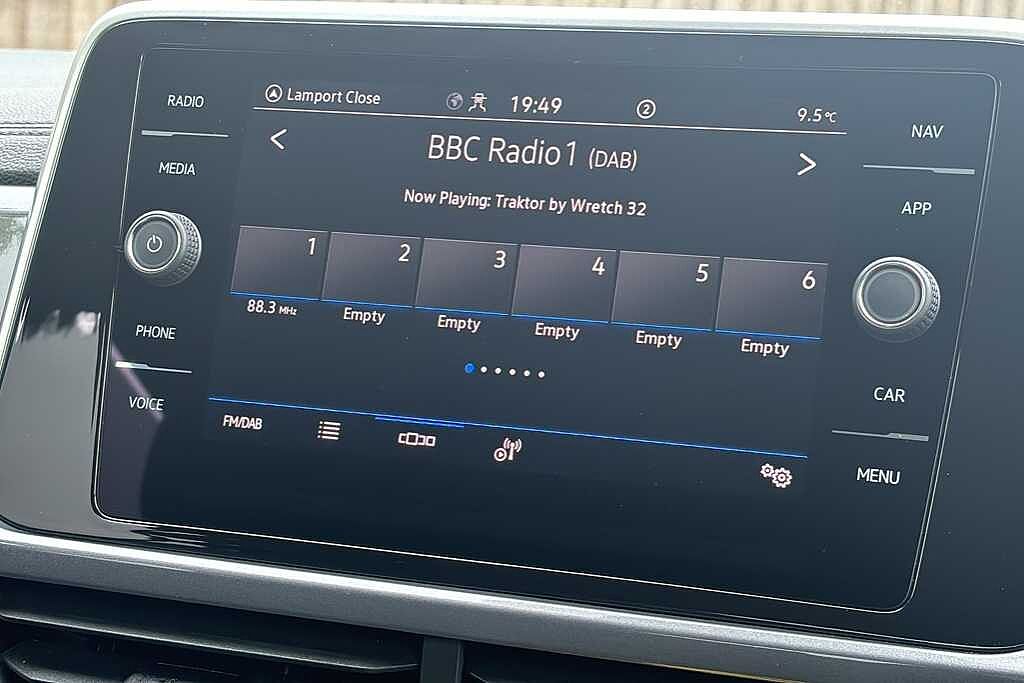 RADIO
MEDIA
PHONE
VOICE
Lamport Close
19:49
2
9.5°C
BBC Radio 1 (DAB)
Now Playing: Traktor by Wretch 32
1 2 3 4 5 6
88.3 MHz Empty Empty Empty Empty Empty
FM/DAB
NAV
APP
CAR
MENU